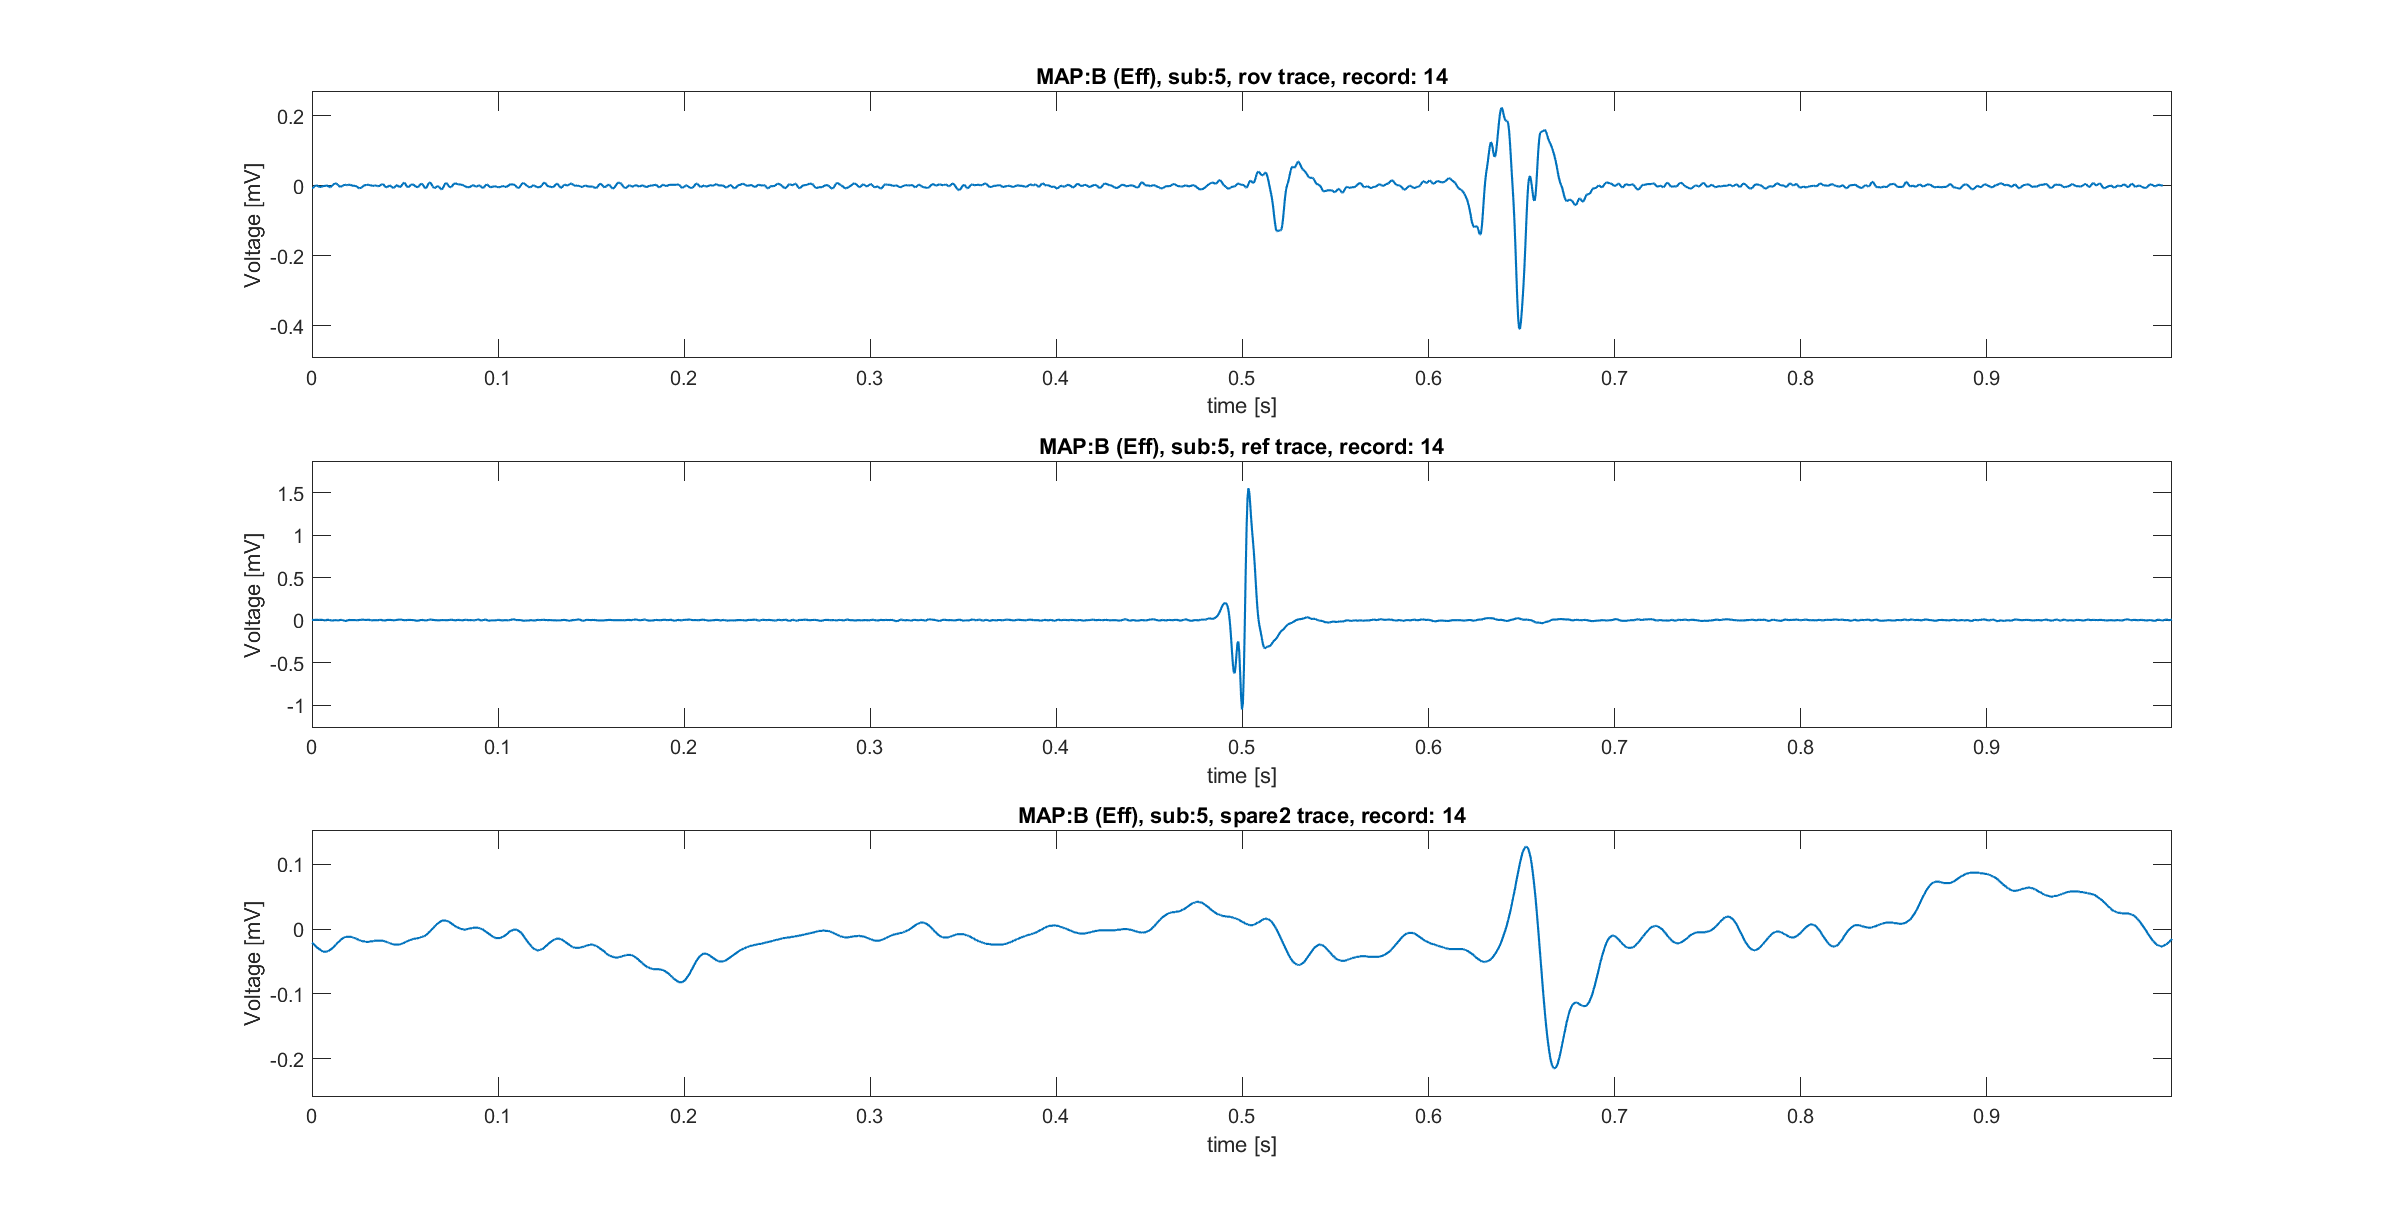 MAP:B (Eff), sub:5, rov trace, record: 14
Voltage [mV]
0.2
0
-0.2
-0.4
0 0.1 0.2 0.3 0.4 0.5 0.6 0.7 0.8 0.9
time [s]
MAP:B (Eff), sub:5, ref trace, record: 14
Voltage [mV]
1.5
1
0.5
0
-0.5
-1
0 0.1 0.2 0.3 0.4 0.5 0.6 0.7 0.8 0.9
time [s]
MAP:B (Eff), sub:5, spare2 trace, record: 14
Voltage [mV]
0.1
0
-0.1
-0.2
0 0.1 0.2 0.3 0.4 0.5 0.6 0.7 0.8 0.9
time [s]